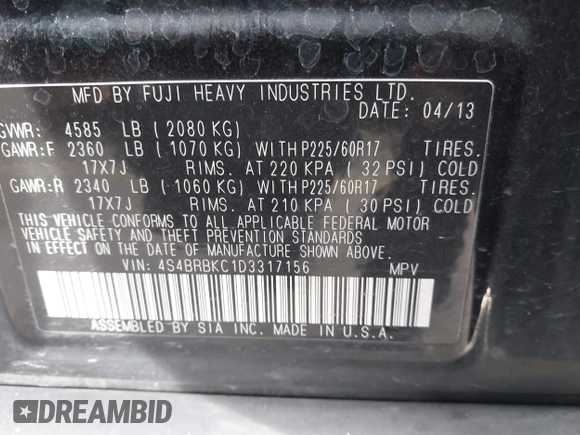 MFD BY FUJI HEAVY INDUSTRIES LTD.
DATE: 04/13
GVWR: 4585 LB ( 2080 KG)
GAWR:F 2360 LB ( 1070 KG) WITH P225/60R17 TIRES.
17X7J RIMS. AT 220 KPA ( 32 PSI) COLD
GAWR:R 2340 LB ( 1060 KG) WITH P225/60R17 TIRES.
17X7J RIMS. AT 210 KPA ( 30 PSI) COLD
THIS VEHICLE CONFORMS TO ALL APPLICABLE FEDERAL MOTOR
VEHICLE SAFETY AND THEFT PREVENTION STANDARDS
IN EFFECT ON THE DATE OF MANUFACTURE SHOWN ABOVE.
VIN: 4S4BRBKC1D3317156 MPV
ASSEMBLED BY SIA INC. MADE IN U.S.A.
DREAMBID